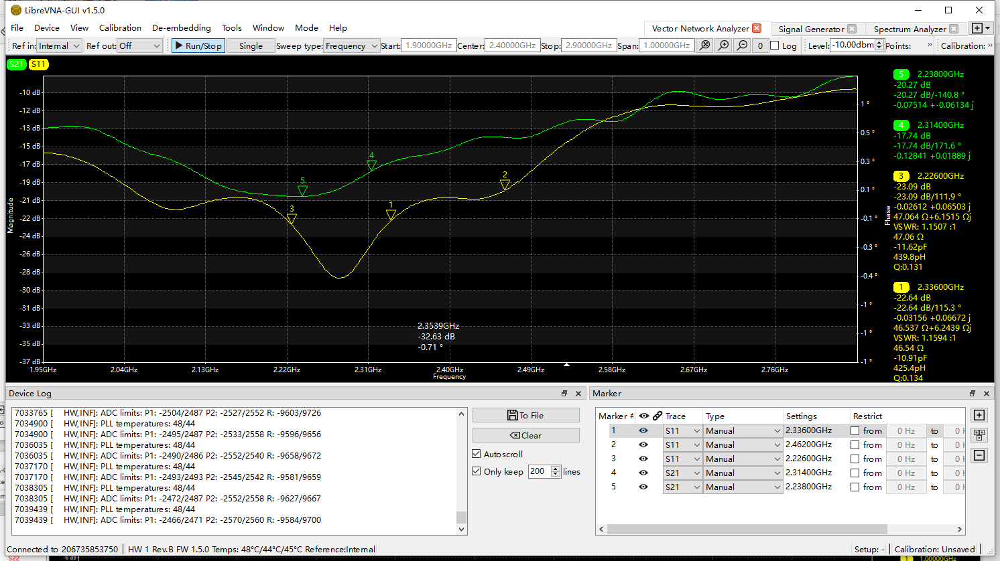 LibreVNA-GUI v1.5.0
File Device View Calibration De-embedding Tools Window Mode Help
Vector Network Analyzer Signal Generator Spectrum Analyzer
Ref in: Internal Ref out: Off Run/Stop Single Sweep type: Frequency Start: 1.90000GHz Center: 2.40000GHz Stop: 2.90000GHz Span: 1.00000GHz 0 Log Level: -10.00dbm Points: » Calibration: »
S21 S11
-10 dB
-12 dB
-13 dB
-15 dB
-17 dB
-19 dB
-21 dB
-22 dB
-24 dB
-26 dB
-28 dB
-30 dB
-31 dB
-33 dB
-35 dB
-37 dB
Magnitude
5
4
3
1
2
2.3539GHz
-32.63 dB
-0.71 °
1.95GHz 2.04GHz 2.13GHz 2.22GHz 2.31GHz 2.40GHz 2.49GHz 2.58GHz 2.67GHz 2.76GHz
Frequency
1 °
0.5 °
0.3 °
0.1 °
-0.1 °
-0.3 °
-0.4 °
-1 °
-1 °
-1 °
Phase
5 2.23800GHz
-20.27 dB
-20.27 dB/-140.8 °
-0.07514 +-0.06134 j
4 2.31400GHz
-17.74 dB
-17.74 dB/171.6 °
-0.12841 +0.01889 j
3 2.22600GHz
-23.09 dB
-23.09 dB/111.9 °
-0.02612 +0.06503 j
47.064 Ω+6.1515 Ωj
VSWR: 1.1507 :1
47.06 Ω
-11.62pF
439.8pH
Q:0.131
1 2.33600GHz
-22.64 dB
-22.64 dB/115.3 °
-0.03156 +0.06672 j
46.537 Ω+6.2439 Ωj
VSWR: 1.1594 :1
46.54 Ω
-10.91pF
425.4pH
Q:0.134
Device Log
7033765 [ HW,INF]: ADC limits: P1: -2504/2487 P2: -2527/2552 R: -9603/9726
7034900 [ HW,INF]: PLL temperatures: 48/44
7034900 [ HW,INF]: ADC limits: P1: -2495/2487 P2: -2533/2558 R: -9596/9656
7036035 [ HW,INF]: PLL temperatures: 48/44
7036035 [ HW,INF]: ADC limits: P1: -2490/2486 P2: -2552/2540 R: -9658/9672
7037170 [ HW,INF]: PLL temperatures: 48/44
7037170 [ HW,INF]: ADC limits: P1: -2493/2493 P2: -2545/2542 R: -9581/9659
7038305 [ HW,INF]: PLL temperatures: 48/44
7038305 [ HW,INF]: ADC limits: P1: -2472/2487 P2: -2552/2558 R: -9627/9667
7039439 [ HW,INF]: PLL temperatures: 48/44
7039439 [ HW,INF]: ADC limits: P1: -2466/2471 P2: -2570/2560 R: -9584/9700
To File
Clear
Autoscroll
Only keep 200 lines
Marker
Marker # Trace Type Settings Restrict
1 S11 Manual 2.33600GHz from 0 Hz to 0 H
2 S11 Manual 2.46200GHz from 0 Hz to 0 H
3 S11 Manual 2.22600GHz from 0 Hz to 0 H
4 S21 Manual 2.31400GHz from 0 Hz to 0 H
5 S21 Manual 2.23800GHz from 0 Hz to 0 H
Connected to 206735853750 HW 1 Rev.B FW 1.5.0 Temps: 48°C/44°C/45°C Reference:Internal Setup: - Calibration: Unsaved
S22 -6 dB 1.00000GHz